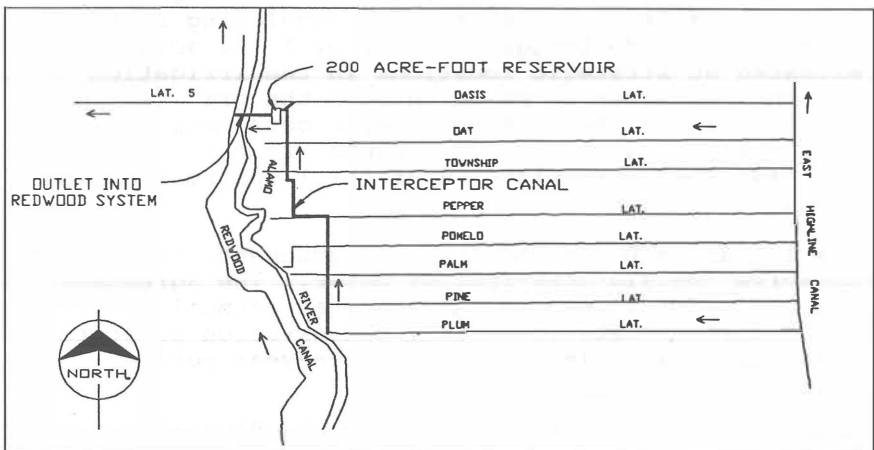 200 ACRE-FOOT RESERVOIR
LAT. 5
OASIS LAT.
OAT LAT.
TOWNSHIP LAT.
ALAMO
OUTLET INTO
REDWOOD SYSTEM
INTERCEPTOR CANAL
EAST HIGHLINE CANAL
PEPPER LAT.
POMELO LAT.
REDWOOD CANAL
PALM LAT.
RIVER
PINE LAT
PLUM LAT.
NORTH